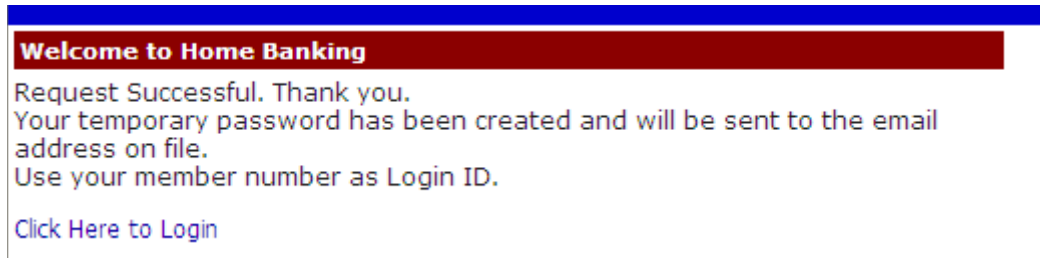 Welcome to Home Banking
Request Successful. Thank you.
Your temporary password has been created and will be sent to the email
address on file.
Use your member number as Login ID.
Click Here to Login